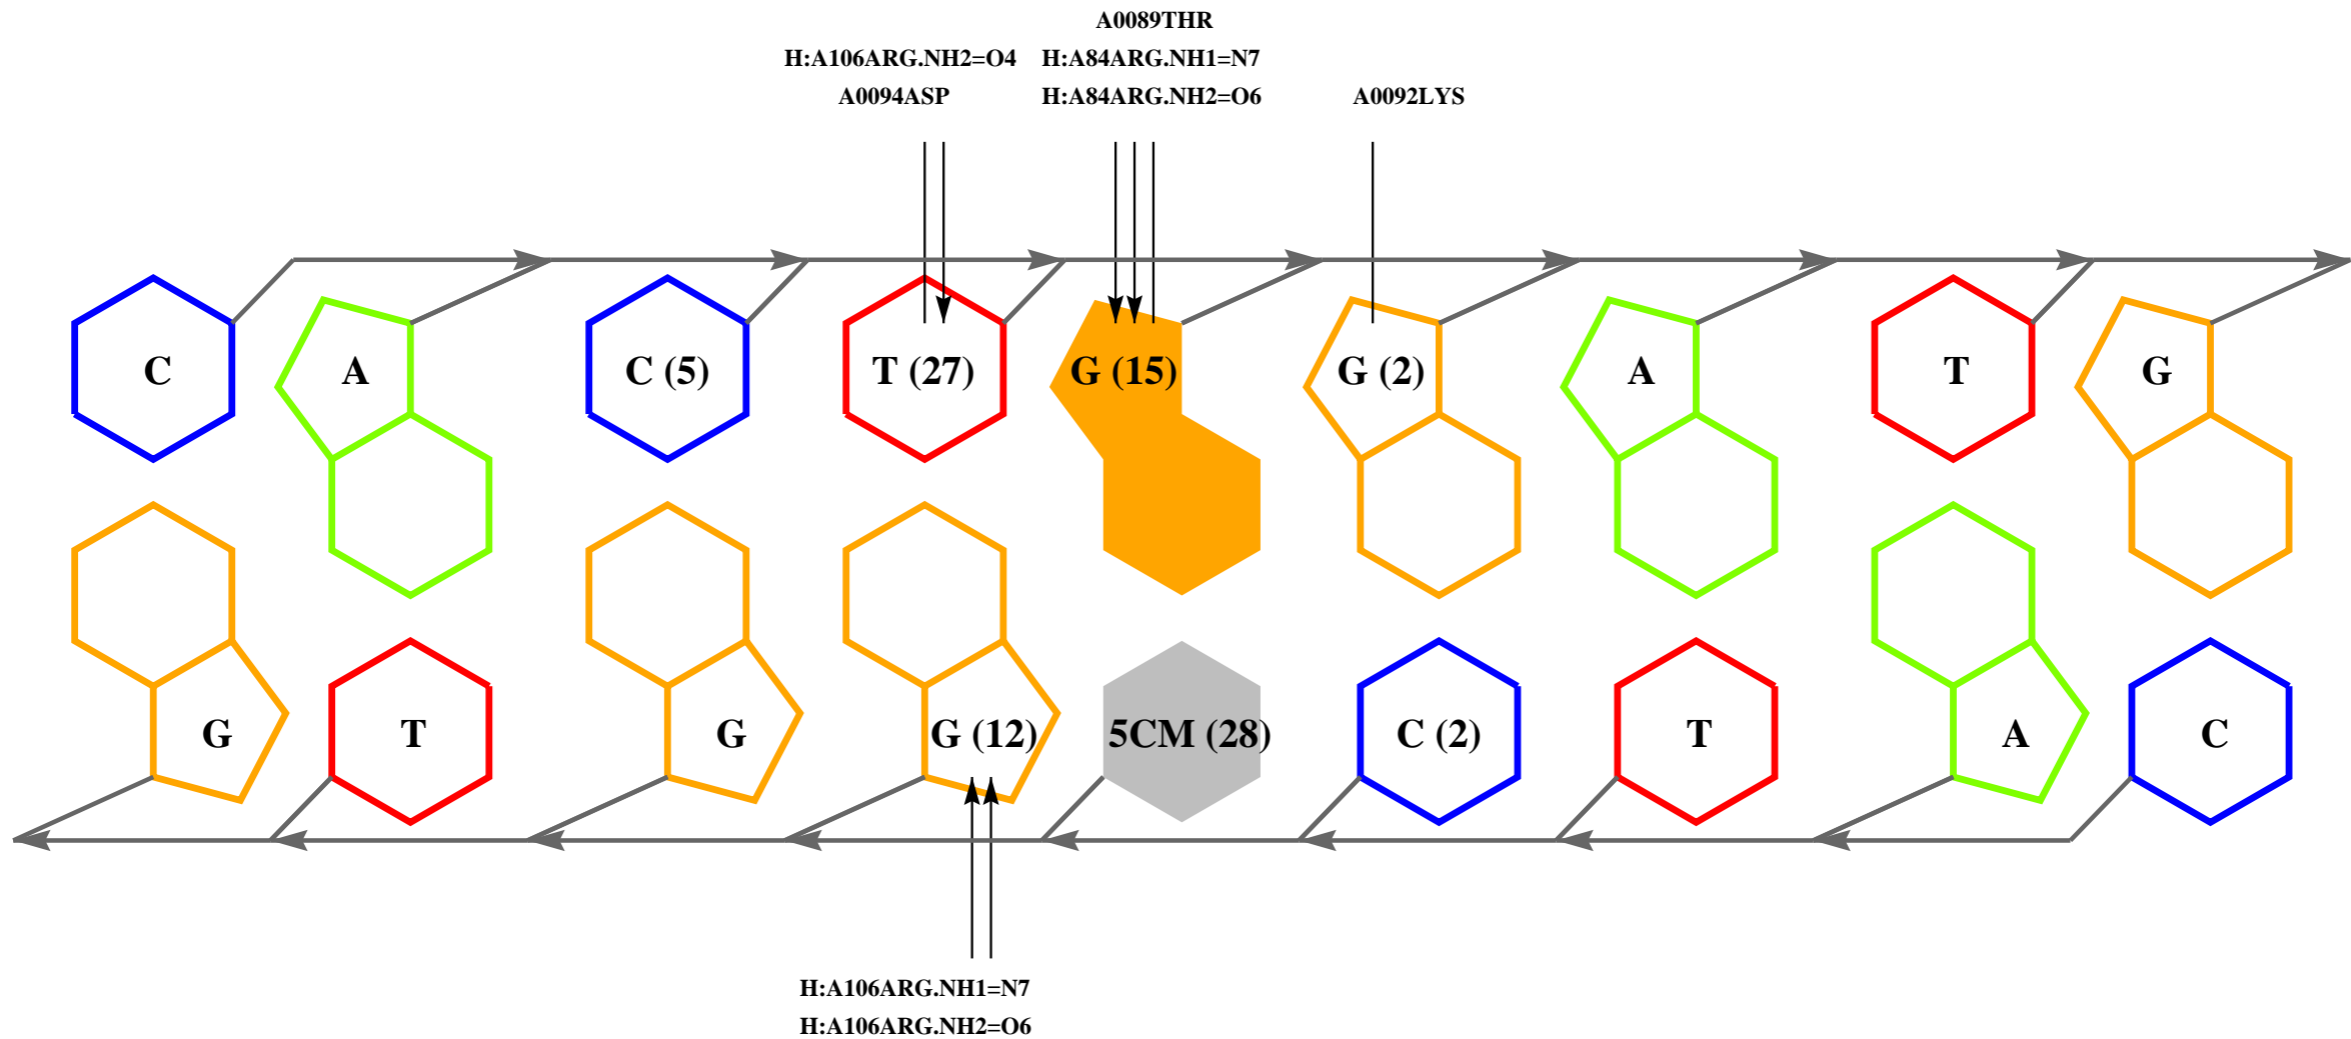 A0089THR
H:A106ARG.NH2=O4 H:A84ARG.NH1=N7
A0094ASP H:A84ARG.NH2=O6 A0092LYS
C A C (5) T (27) G (15) G (2) A T G
G T G G (12) 5CM (28) C (2) T A C
H:A106ARG.NH1=N7
H:A106ARG.NH2=O6